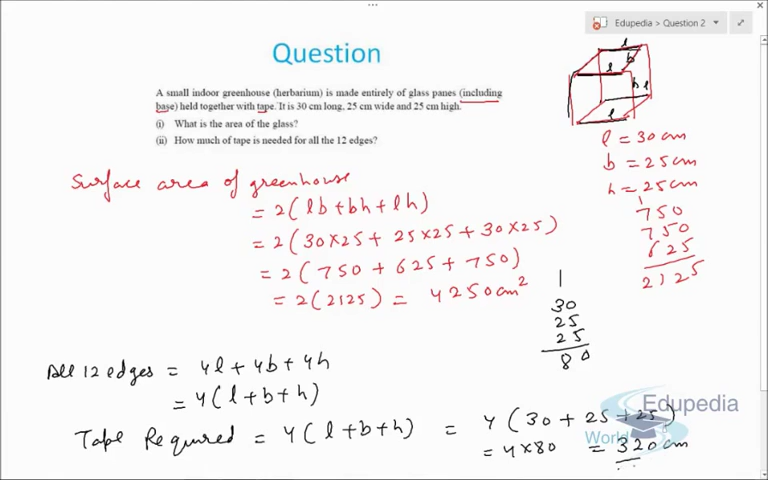 Edupedia > Question 2
Question
A small indoor greenhouse (herbarium) is made entirely of glass panes (including
base) held together with tape. It is 30 cm long, 25 cm wide and 25 cm high.
(i) What is the area of the glass?
(ii) How much of tape is needed for all the 12 edges?
l
b
l
h l
l
l = 30 cm
b = 25 cm
h = 25 cm
1
750
750
625
2125
Surface area of greenhouse
= 2(lb+bh+lh)
= 2(30×25 + 25×25 + 30×25)
= 2(750 + 625 + 750)
= 2(2125) = 4250 cm²
1
30
25
25
80
All 12 edges = 4l + 4b + 4h
= 4(l+b+h)
Tape Required = 4(l+b+h) = 4(30 + 25 + 25)
= 4×80 = 320 cm
Edupedia
World